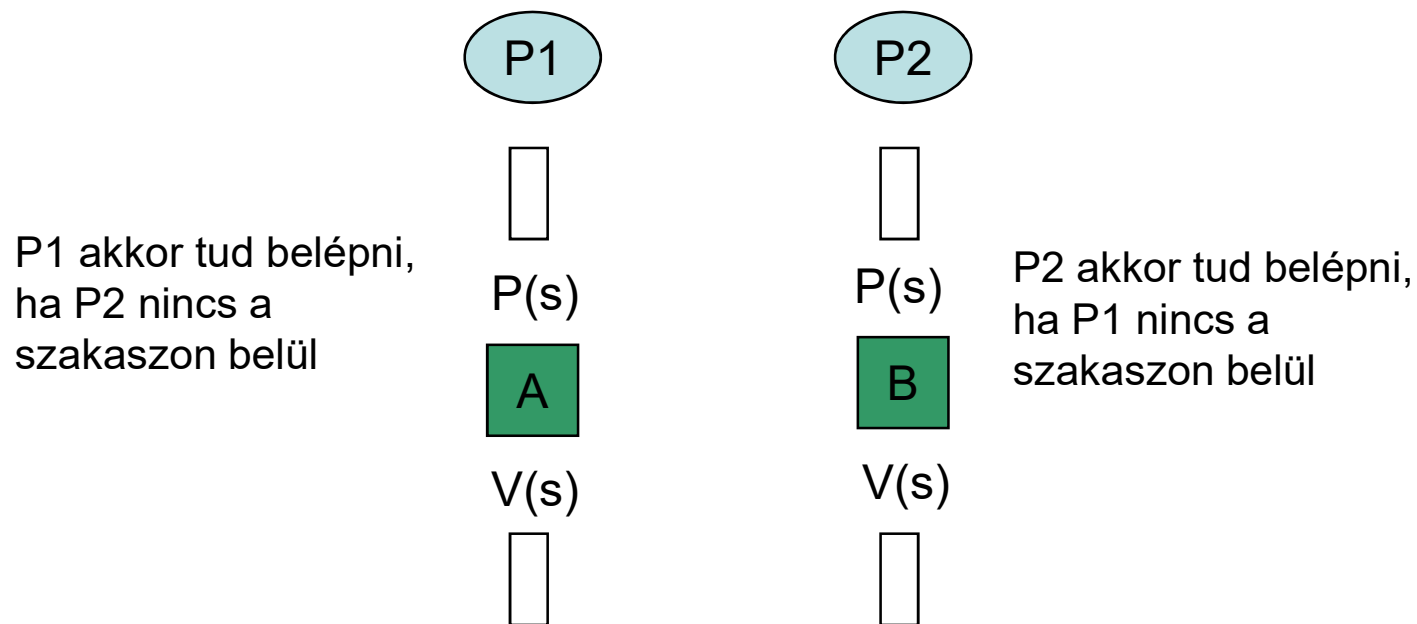 P1
P2
P1 akkor tud belépni,
ha P2 nincs a
szakaszon belül
P(s)
P(s)
P2 akkor tud belépni,
ha P1 nincs a
szakaszon belül
A
B
V(s)
V(s)